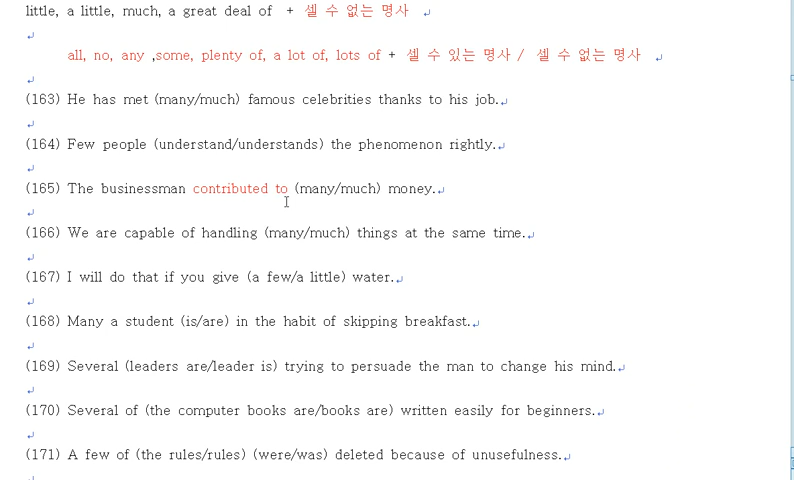 little, a little, much, a great deal of + 셀 수 없는 명사
all, no, any ,some, plenty of, a lot of, lots of + 셀 수 있는 명사 / 셀 수 없는 명사
(163) He has met (many/much) famous celebrities thanks to his job.
(164) Few people (understand/understands) the phenomenon rightly.
(165) The businessman contributed to (many/much) money.
(166) We are capable of handling (many/much) things at the same time.
(167) I will do that if you give (a few/a little) water.
(168) Many a student (is/are) in the habit of skipping breakfast.
(169) Several (leaders are/leader is) trying to persuade the man to change his mind.
(170) Several of (the computer books are/books are) written easily for beginners.
(171) A few of (the rules/rules) (were/was) deleted because of unusefulness.